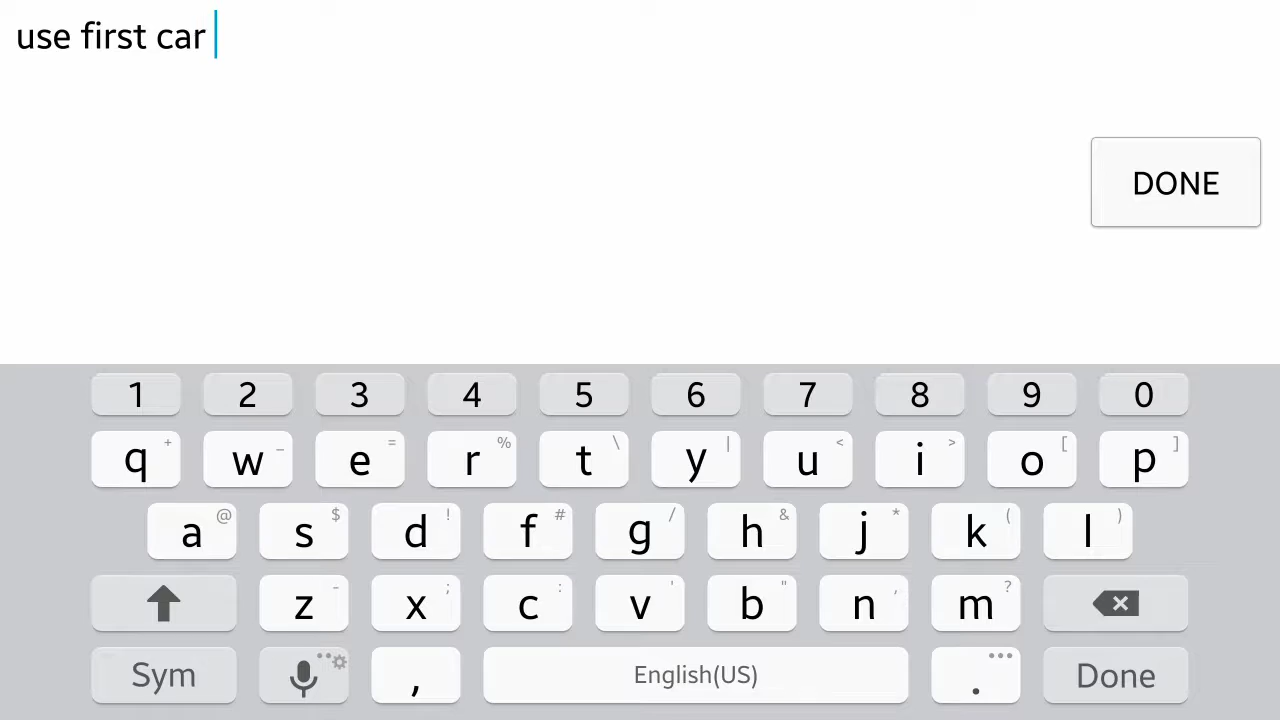 use first car
DONE
1 2 3 4 5 6 7 8 9 0
q + w _ e = r % t \ y | u < i > o [ p ]
a @ s $ d ! f # g / h & j * k ( l )
z - x ; c : v ' b " n , m ?
Sym , English(US) . Done